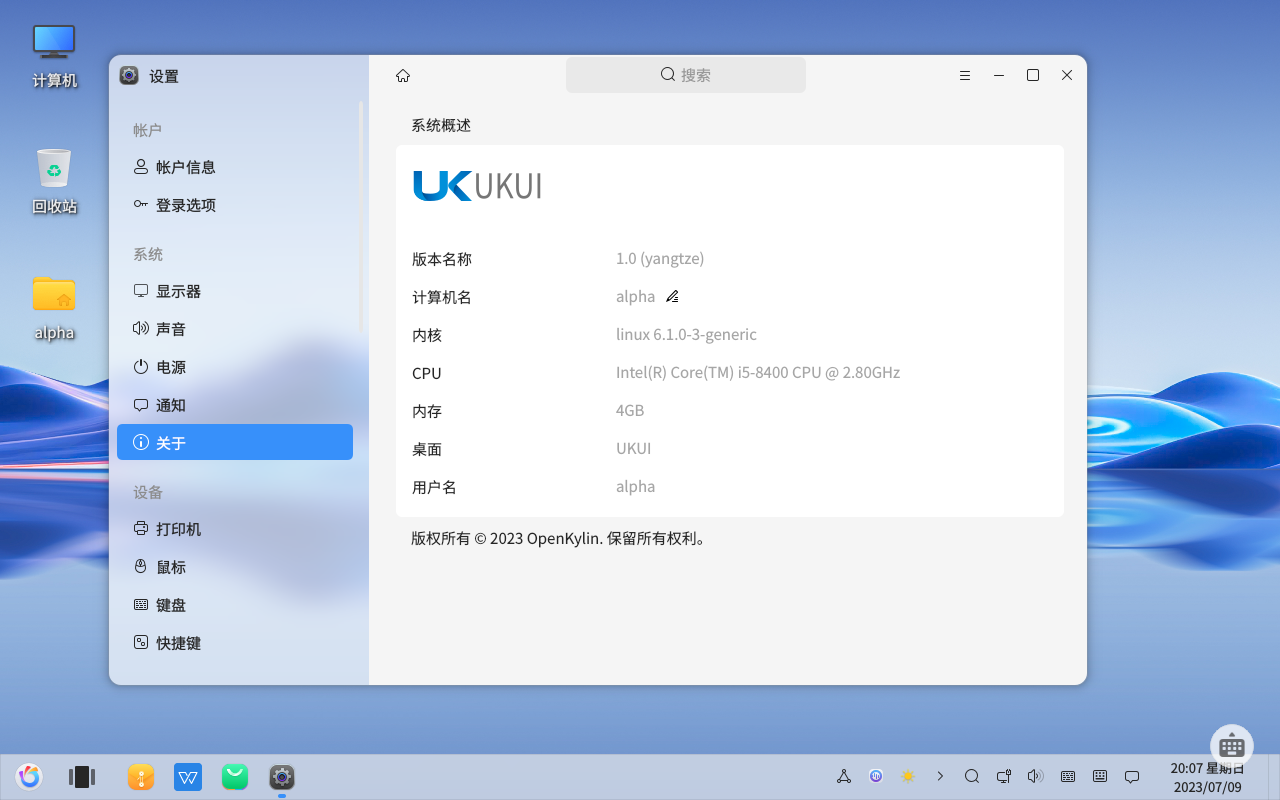 计算机
回收站
alpha
设置
搜索
帐户
帐户信息
登录选项
系统
显示器
声音
电源
通知
关于
设备
打印机
鼠标
键盘
快捷键
系统概述
UK UKUI
版本名称 1.0 (yangtze)
计算机名 alpha
内核 linux 6.1.0-3-generic
CPU Intel(R) Core(TM) i5-8400 CPU @ 2.80GHz
内存 4GB
桌面 UKUI
用户名 alpha
版权所有 © 2023 OpenKylin. 保留所有权利。
20:07 星期日
2023/07/09